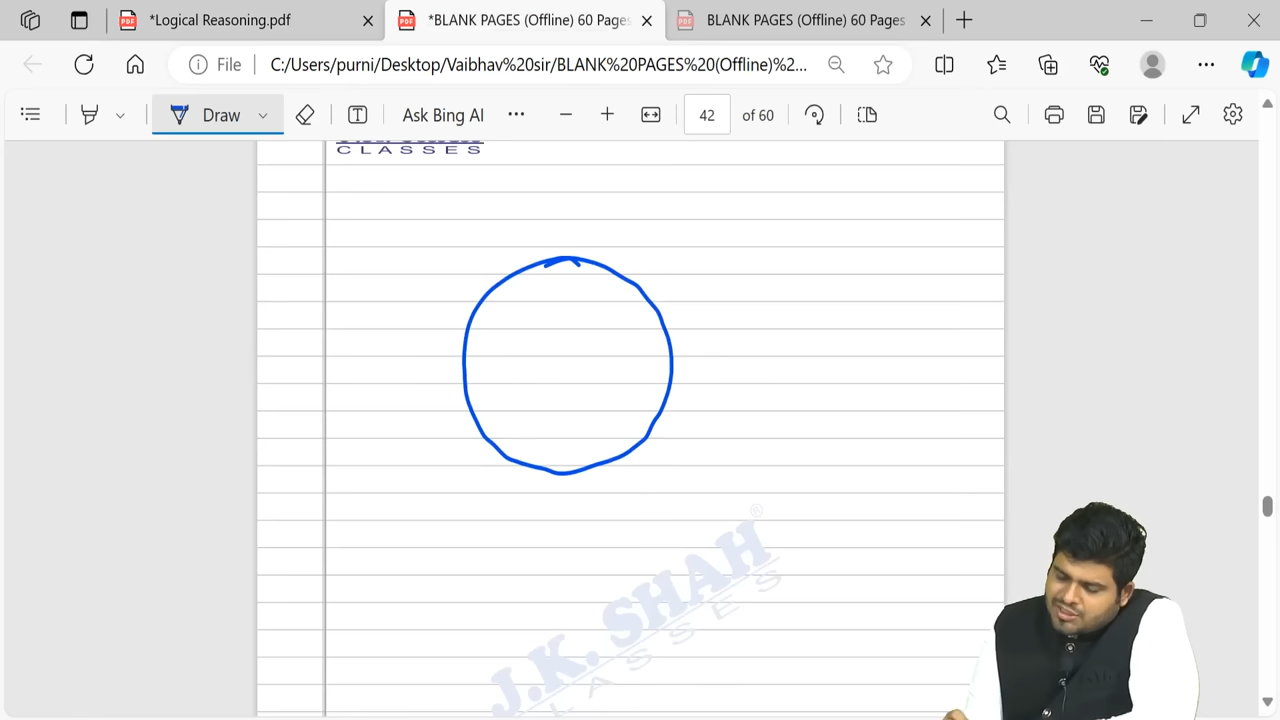 *Logical Reasoning.pdf
*BLANK PAGES (Offline) 60 Pages
BLANK PAGES (Offline) 60 Pages
File
C:/Users/purni/Desktop/Vaibhav%20sir/BLANK%20PAGES%20(Offline)%2...
Draw
Ask Bing AI
42 of 60
CLASSES
J.K. SHAH®
CLASSES